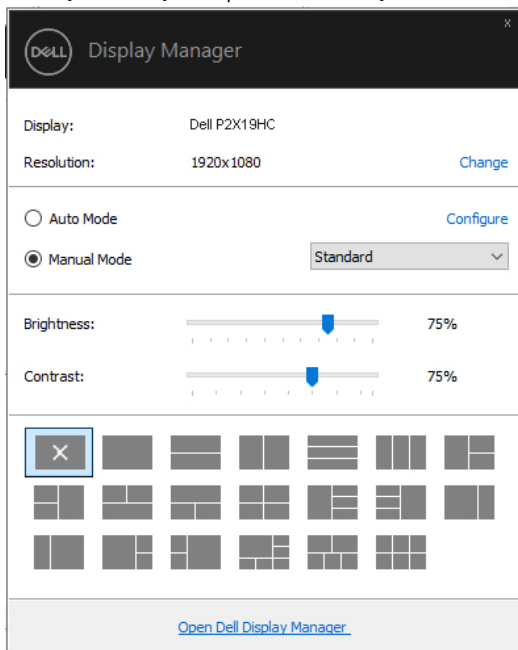 x
DELL Display Manager
Display: Dell P2X19HC
Resolution: 1920x1080 Change
Auto Mode Configure
Manual Mode Standard
Brightness: 75%
Contrast: 75%
Open Dell Display Manager